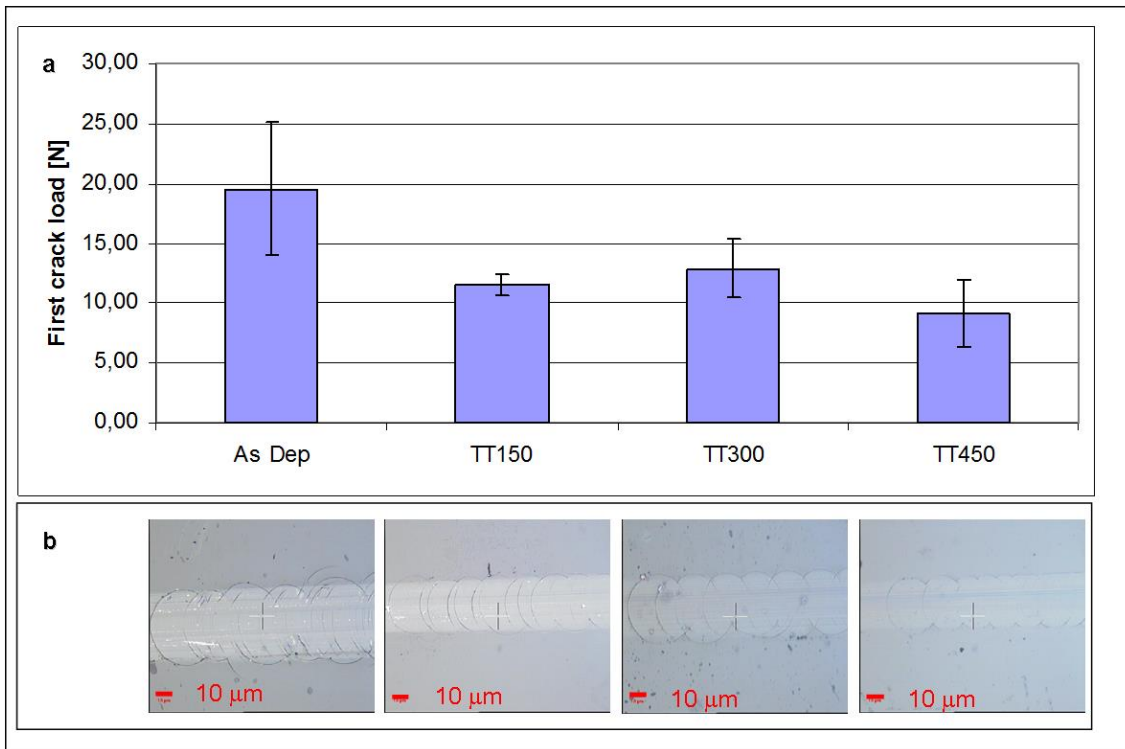 a
First crack load [N]
30,00
25,00
20,00
15,00
10,00
5,00
0,00
As Dep
TT150
TT300
TT450
b
10 μm
10 μm
10 μm
10 μm